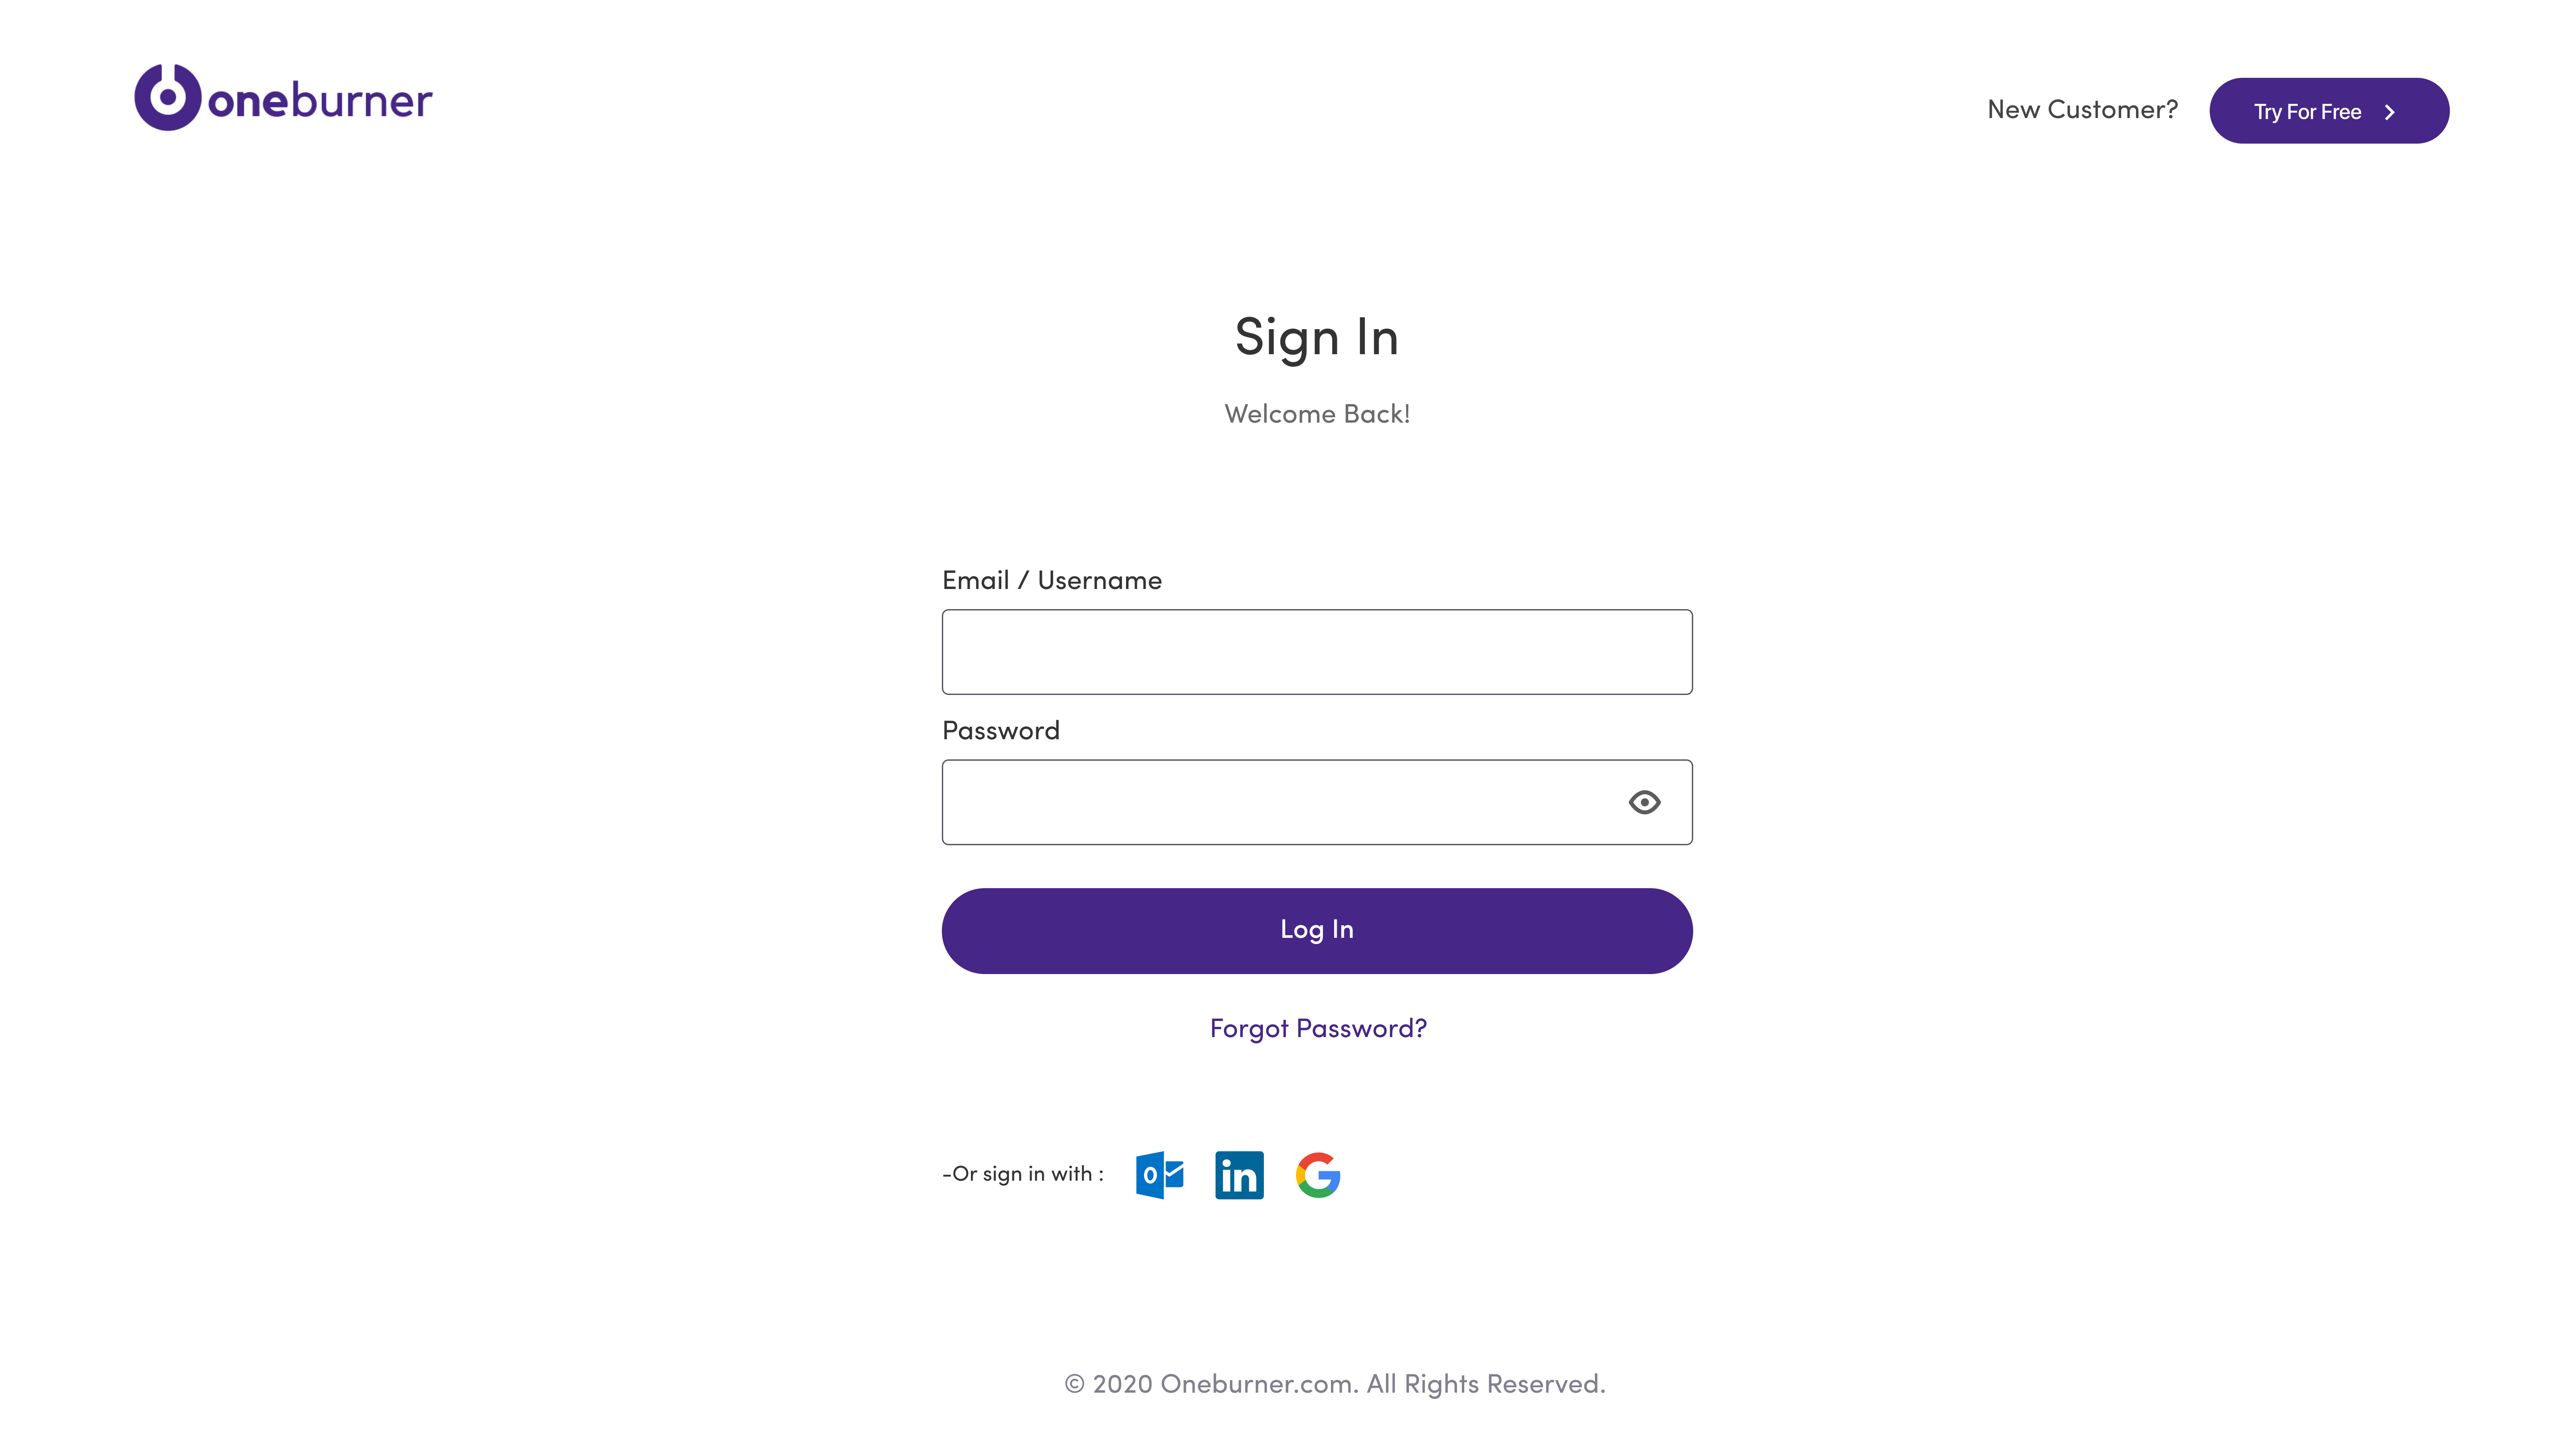 oneburner
New Customer?
Try For Free
Sign In
Welcome Back!
Email / Username
Password
Log In
Forgot Password?
-Or sign in with :
© 2020 Oneburner.com. All Rights Reserved.